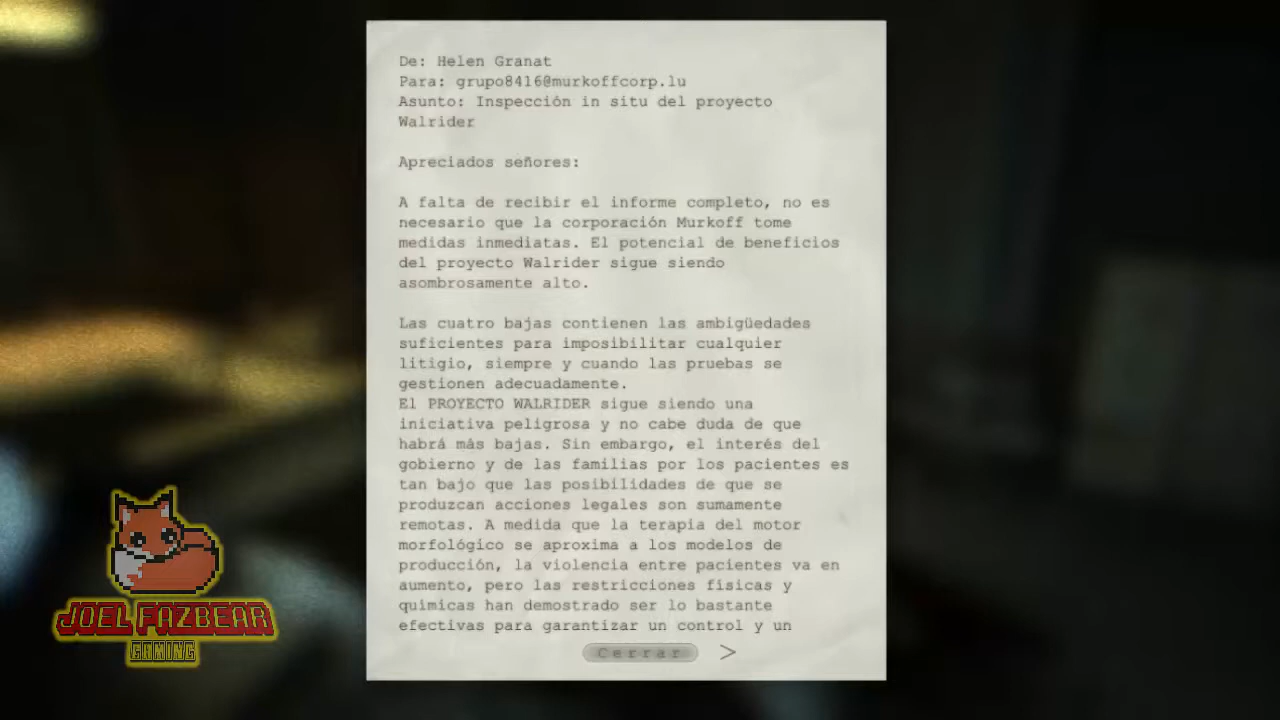 De: Helen Granat
Para: grupo8416@murkoffcorp.lu
Asunto: Inspección in situ del proyecto
Walrider
Apreciados señores:
A falta de recibir el informe completo, no es
necesario que la corporación Murkoff tome
medidas inmediatas. El potencial de beneficios
del proyecto Walrider sigue siendo
asombrosamente alto.
Las cuatro bajas contienen las ambigüedades
suficientes para imposibilitar cualquier
litigio, siempre y cuando las pruebas se
gestionen adecuadamente.
El PROYECTO WALRIDER sigue siendo una
iniciativa peligrosa y no cabe duda de que
habrá más bajas. Sin embargo, el interés del
gobierno y de las familias por los pacientes es
tan bajo que las posibilidades de que se
produzcan acciones legales son sumamente
remotas. A medida que la terapia del motor
morfológico se aproxima a los modelos de
producción, la violencia entre pacientes va en
aumento, pero las restricciones físicas y
químicas han demostrado ser lo bastante
efectivas para garantizar un control y un
Cerrar >
JOEL FAZBEAR
GAMING